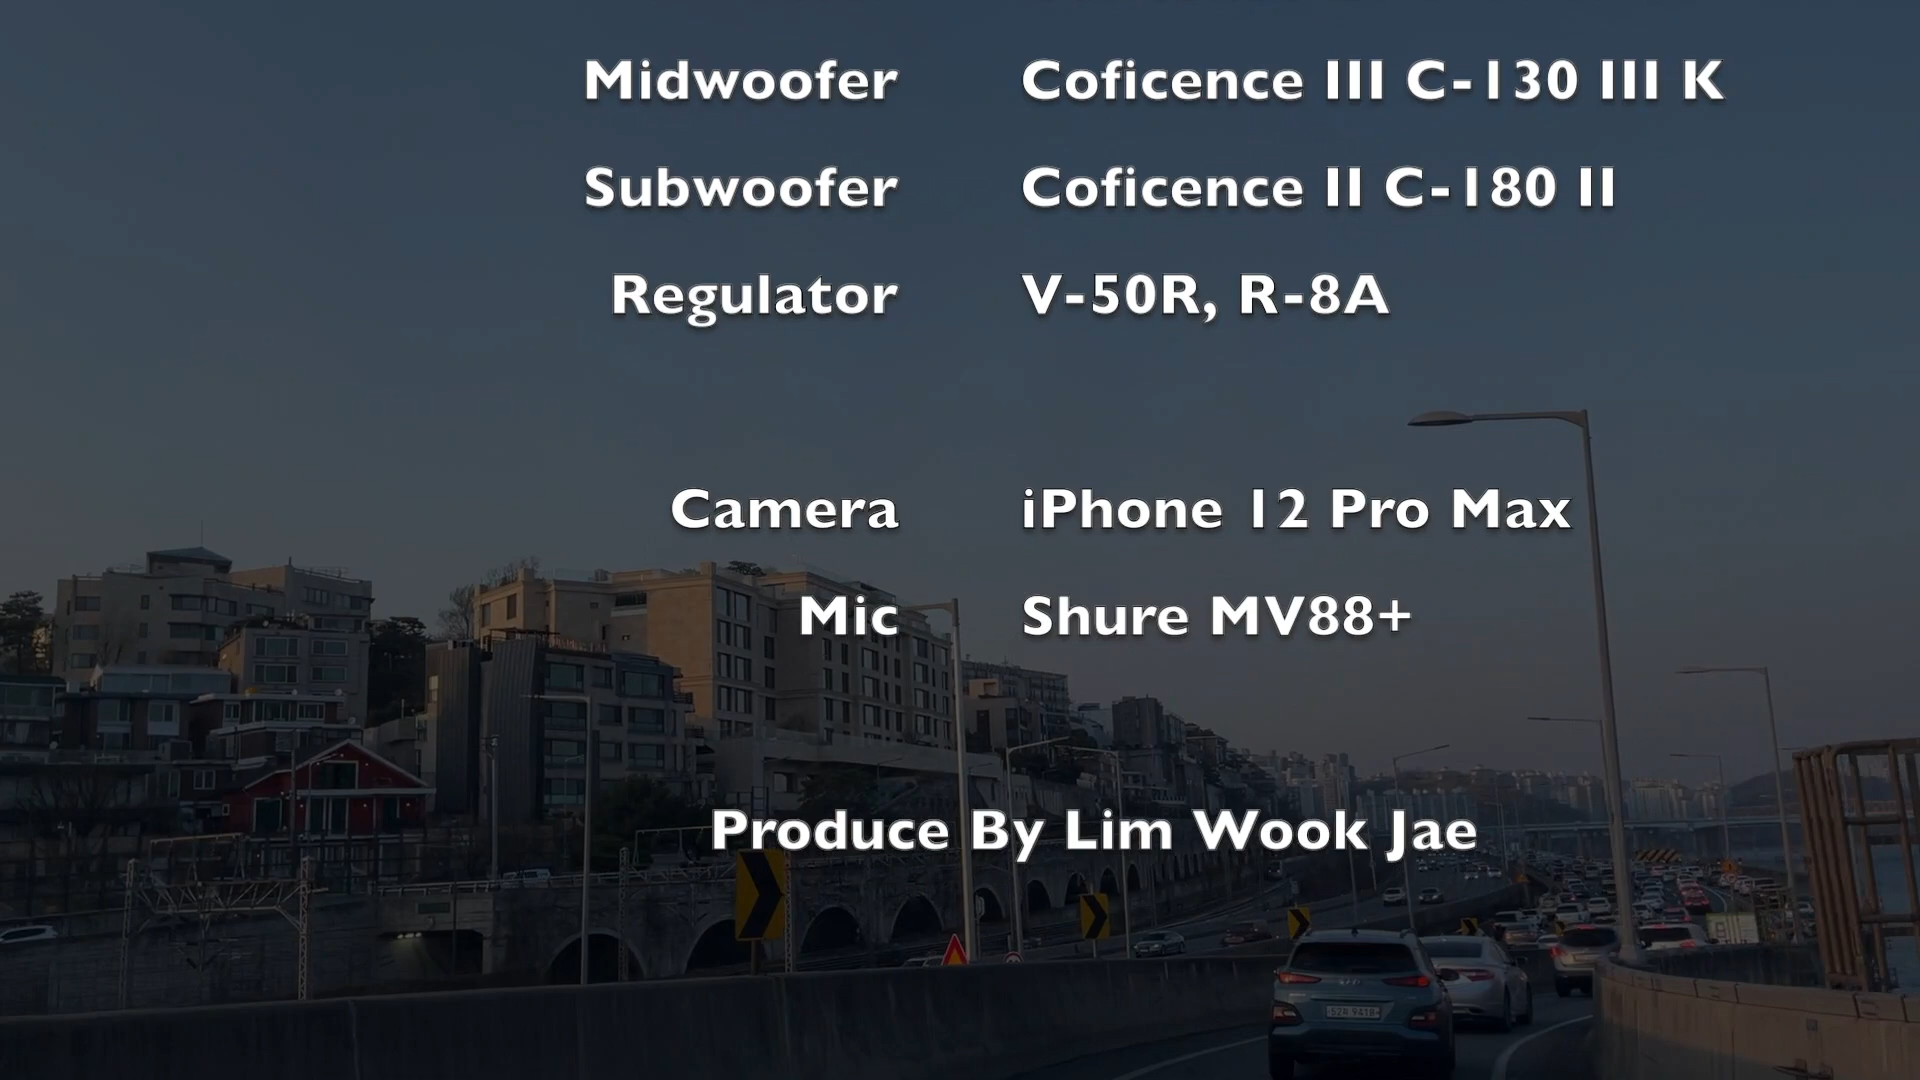 Midwoofer Coficence III C-130 III K
Subwoofer Coficence II C-180 II
Regulator V-50R, R-8A
Camera iPhone 12 Pro Max
Mic Shure MV88+
Produce By Lim Wook Jae